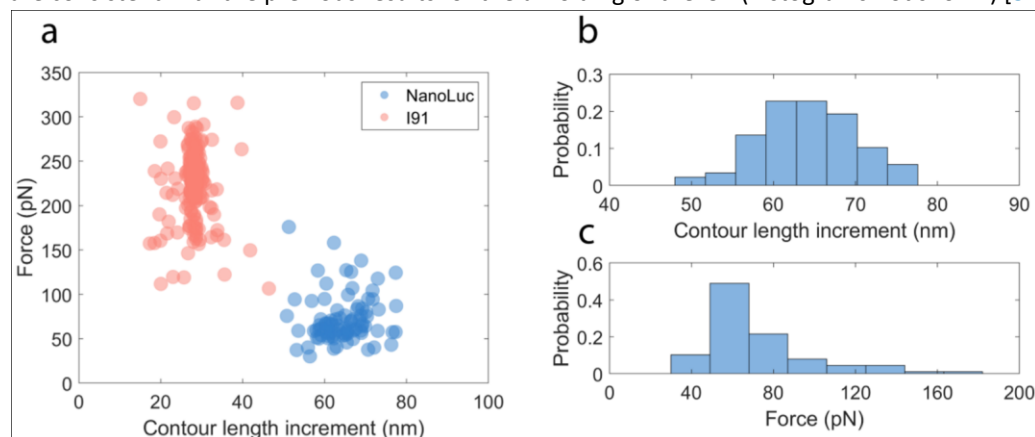 a
350
300
250
200
150
100
50
0
Force (pN)
NanoLuc
I91
0 20 40 60 80 100
Contour length increment (nm)
b
0.3
0.2
0.1
0
Probability
40 50 60 70 80 90
Contour length increment (nm)
c
0.6
0.4
0.2
0
Probability
0 40 80 120 160 200
Force (pN)